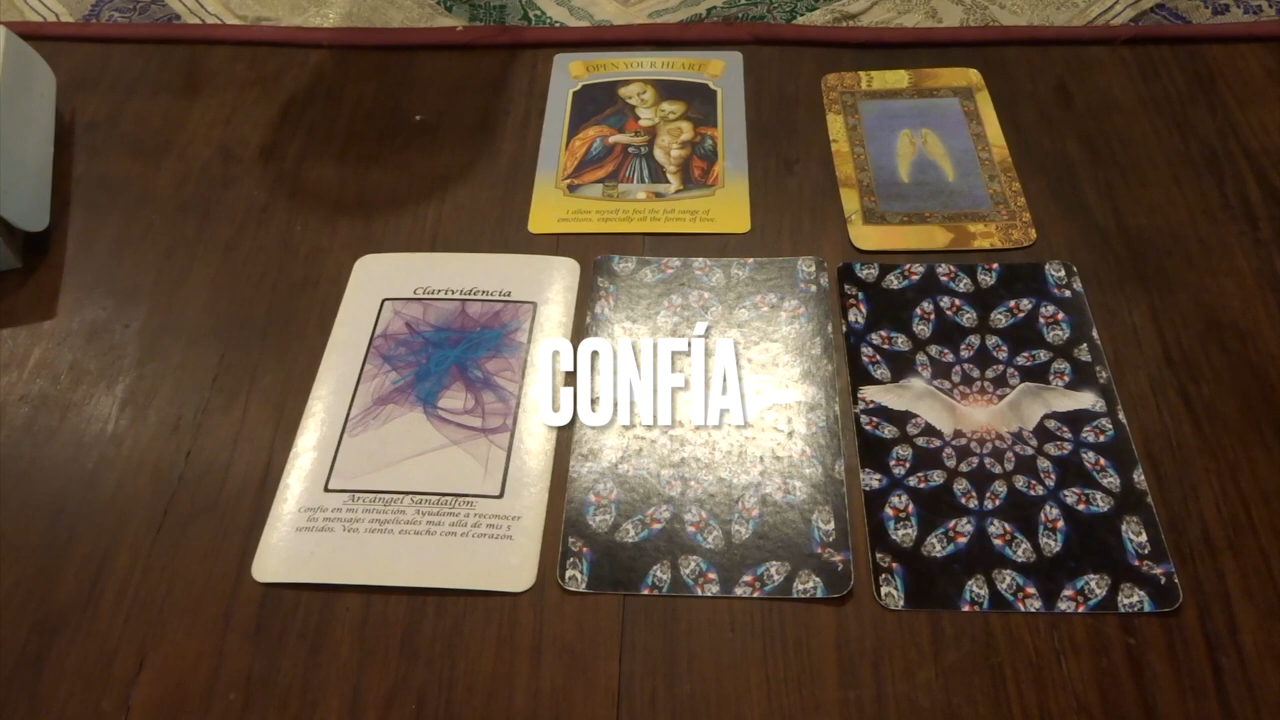 OPEN YOUR HEART
I allow myself to feel the full range of
emotions, especially all the forms of love.
Clarividencia
CONFÍA
Arcángel Sandalfón:
Confío en mi intuición. Ayúdame a reconocer
los mensajes angelicales más allá de mis 5
sentidos. Veo, siento, escucho con el corazón.